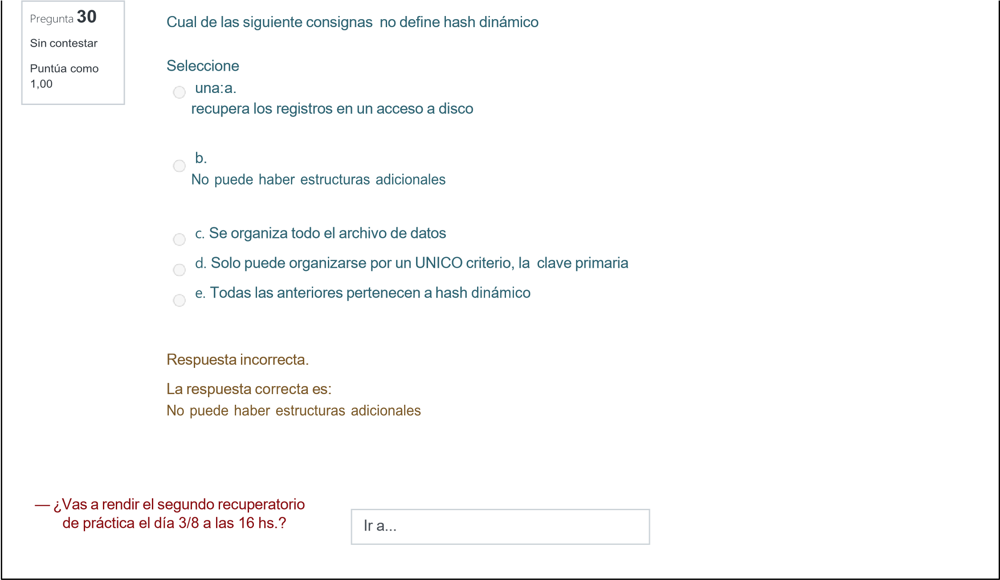 Pregunta 30
Sin contestar
Puntúa como
1,00
Cual de las siguiente consignas no define hash dinámico
Seleccione
una:a.
recupera los registros en un acceso a disco
b.
No puede haber estructuras adicionales
c. Se organiza todo el archivo de datos
d. Solo puede organizarse por un UNICO criterio, la clave primaria
e. Todas las anteriores pertenecen a hash dinámico
Respuesta incorrecta.
La respuesta correcta es:
No puede haber estructuras adicionales
— ¿Vas a rendir el segundo recuperatorio
de práctica el día 3/8 a las 16 hs.?
Ir a...